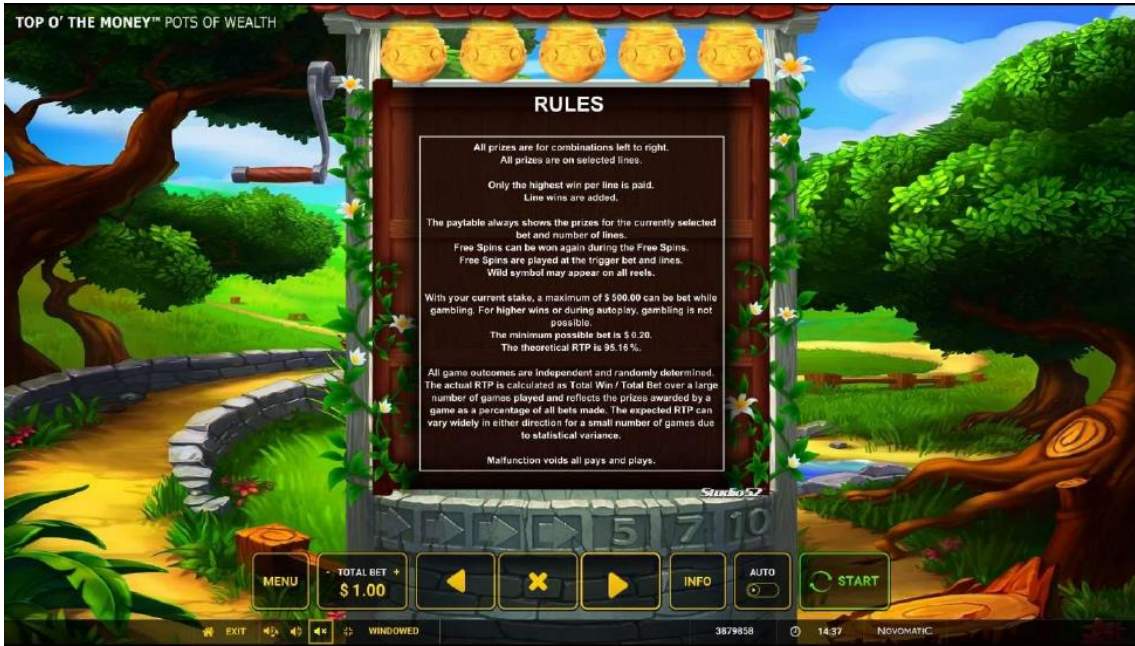 TOP O' THE MONEY™ POTS OF WEALTH
RULES
All prizes are for combinations left to right.
All prizes are on selected lines.
Only the highest win per line is paid.
Line wins are added.
The paytable always shows the prizes for the currently selected
bet and number of lines.
Free Spins can be won again during the Free Spins.
Free Spins are played at the trigger bet and lines.
Wild symbol may appear on all reels.
With your current stake, a maximum of $ 500.00 can be bet while
gambling. For higher wins or during autoplay, gambling is not
possible.
The minimum possible bet is $ 0.20.
The theoretical RTP is 95.16 %.
All game outcomes are independent and randomly determined.
The actual RTP is calculated as Total Win / Total Bet over a large
number of games played and reflects the prizes awarded by a
game as a percentage of all bets made. The expected RTP can
vary widely in either direction for a small number of games due
to statistical variance.
Malfunction voids all pays and plays.
Studio52
5 7 10
MENU
- TOTAL BET +
$ 1.00
INFO
AUTO
START
EXIT
WINDOWED
3879858
14:37
NOVOMATIC